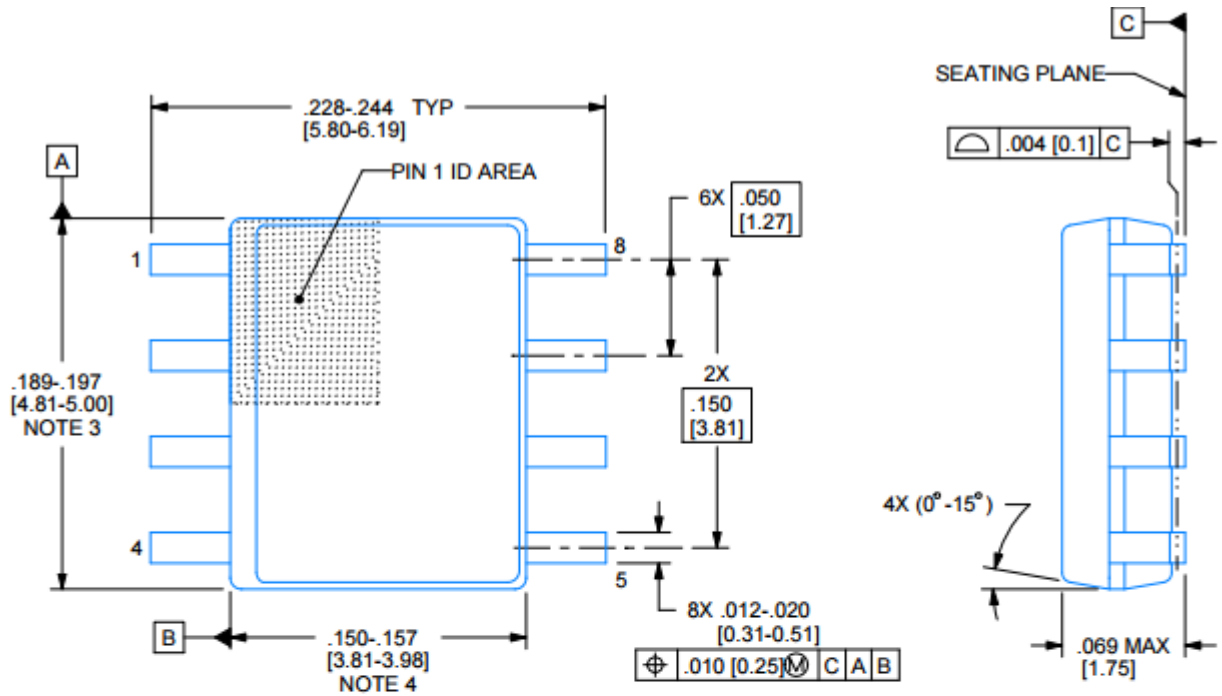 C
SEATING PLANE
.228-.244 TYP
[5.80-6.19]
.004 [0.1] C
A
PIN 1 ID AREA
6X .050
[1.27]
1
8
.189-.197
[4.81-5.00]
NOTE 3
2X
.150
[3.81]
4X (0°-15°)
4
5
8X .012-.020
[0.31-0.51]
.010 [0.25]Ⓜ C A B
B
.150-.157
[3.81-3.98]
NOTE 4
.069 MAX
[1.75]